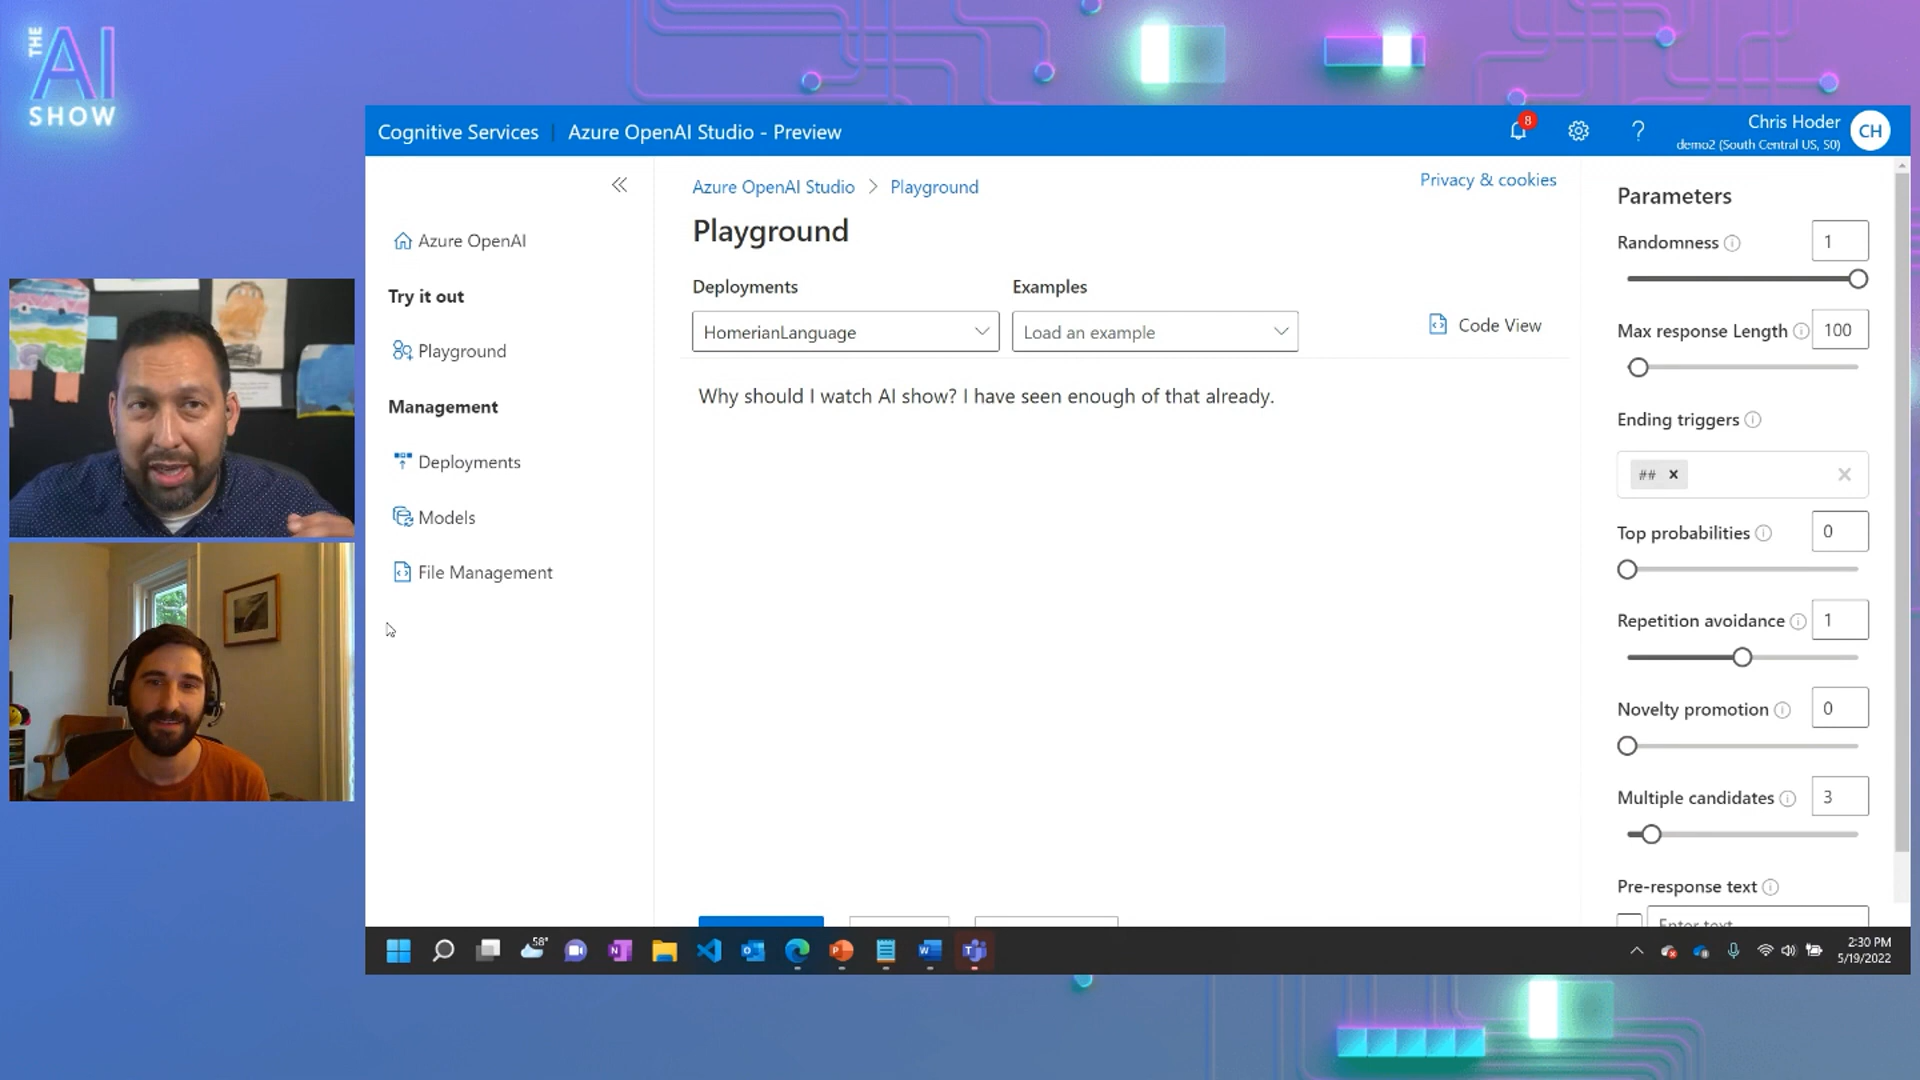 THE
AI
SHOW
Cognitive Services | Azure OpenAI Studio - Preview
8
?
Chris Hoder
demo2 (South Central US, S0)
CH
Azure OpenAI
Try it out
Playground
Management
Deployments
Models
File Management
Azure OpenAI Studio > Playground
Privacy & cookies
Playground
Deployments
Examples
HomerianLanguage
Load an example
Code View
Why should I watch AI show? I have seen enough of that already.
Parameters
Randomness 1
Max response Length 100
Ending triggers
## ×
Top probabilities 0
Repetition avoidance 1
Novelty promotion 0
Multiple candidates 3
Pre-response text
Enter text
58°
2:30 PM
5/19/2022